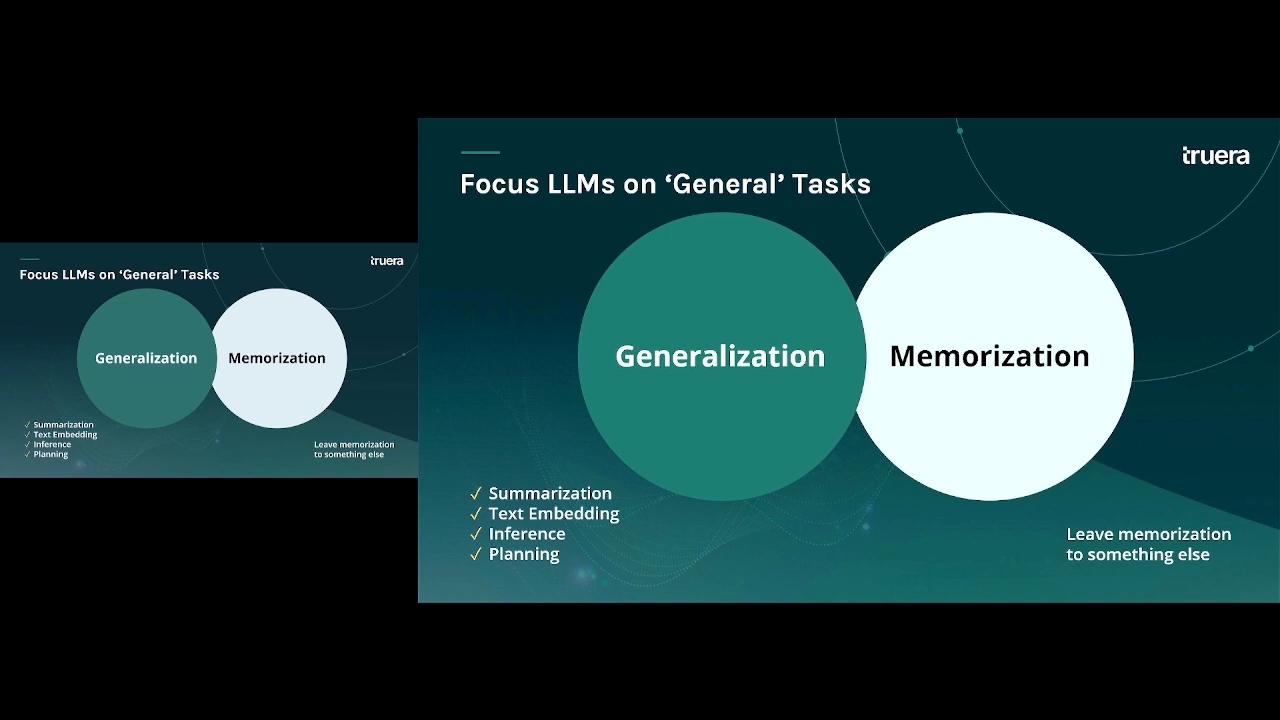 truera
Focus LLMs on ‘General’ Tasks
Generalization
Memorization
✓ Summarization
✓ Text Embedding
✓ Inference
✓ Planning
Leave memorization
to something else
truera
Focus LLMs on ‘General’ Tasks
Generalization
Memorization
✓ Summarization
✓ Text Embedding
✓ Inference
✓ Planning
Leave memorization
to something else